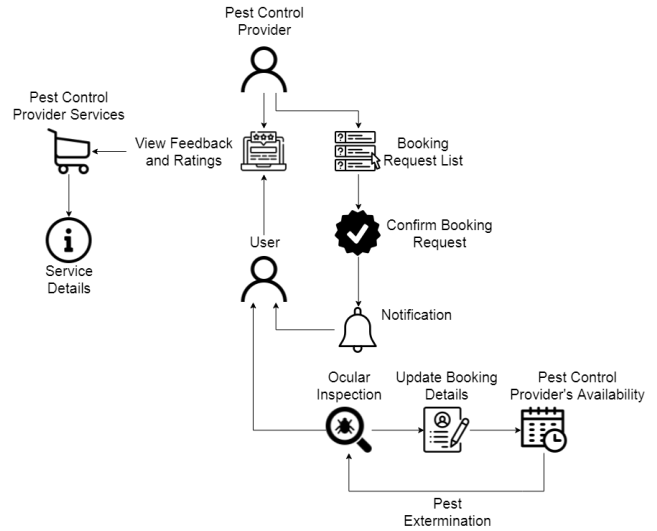 Pest Control
Provider
Pest Control
Provider Services
View Feedback
and Ratings
Booking
Request List
Confirm Booking
Request
User
Service
Details
Notification
Ocular
Inspection
Update Booking
Details
Pest Control
Provider's Availability
Pest
Extermination